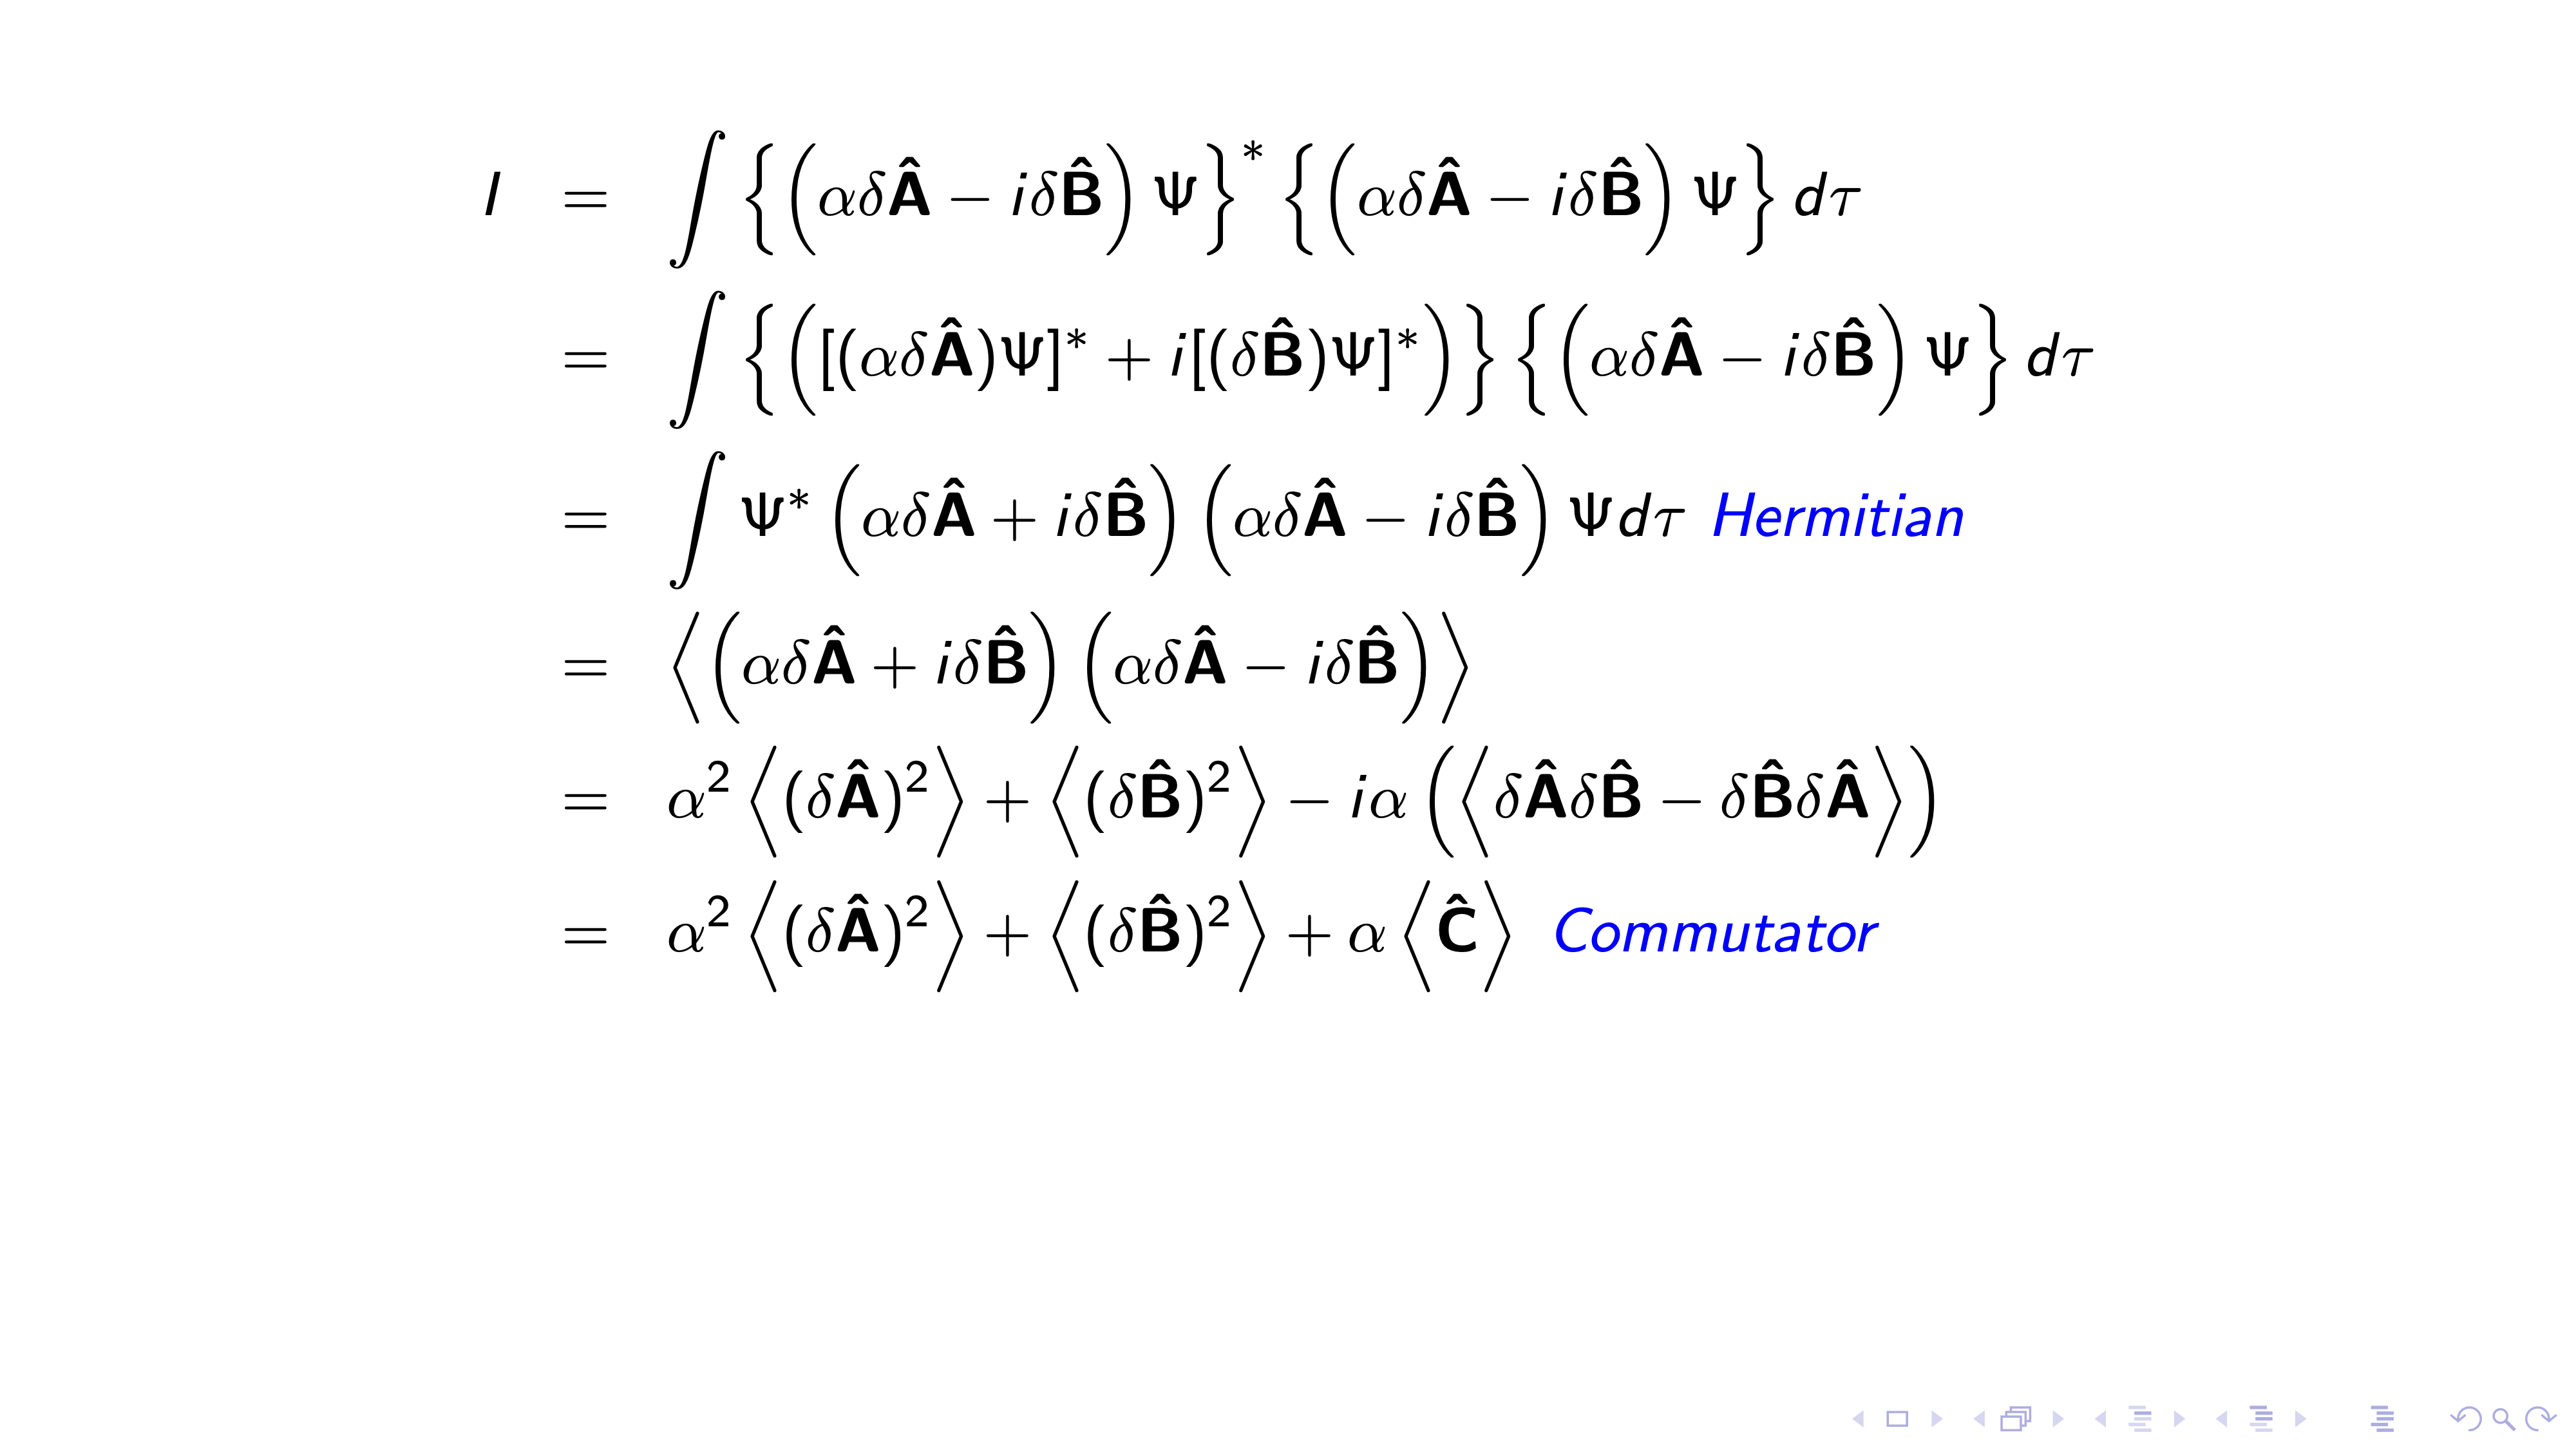 I = ∫ { ( αδÂ − iδB̂ ) Ψ }* { ( αδÂ − iδB̂ ) Ψ } dτ
= ∫ { ( [(αδÂ)Ψ]* + i[(δB̂)Ψ]* ) } { ( αδÂ − iδB̂ ) Ψ } dτ
= ∫ Ψ* ( αδÂ + iδB̂ ) ( αδÂ − iδB̂ ) Ψdτ Hermitian
= ⟨ ( αδÂ + iδB̂ ) ( αδÂ − iδB̂ ) ⟩
= α² ⟨ (δÂ)² ⟩ + ⟨ (δB̂)² ⟩ − iα ( ⟨ δÂδB̂ − δB̂δÂ ⟩ )
= α² ⟨ (δÂ)² ⟩ + ⟨ (δB̂)² ⟩ + α ⟨ Ĉ ⟩ Commutator